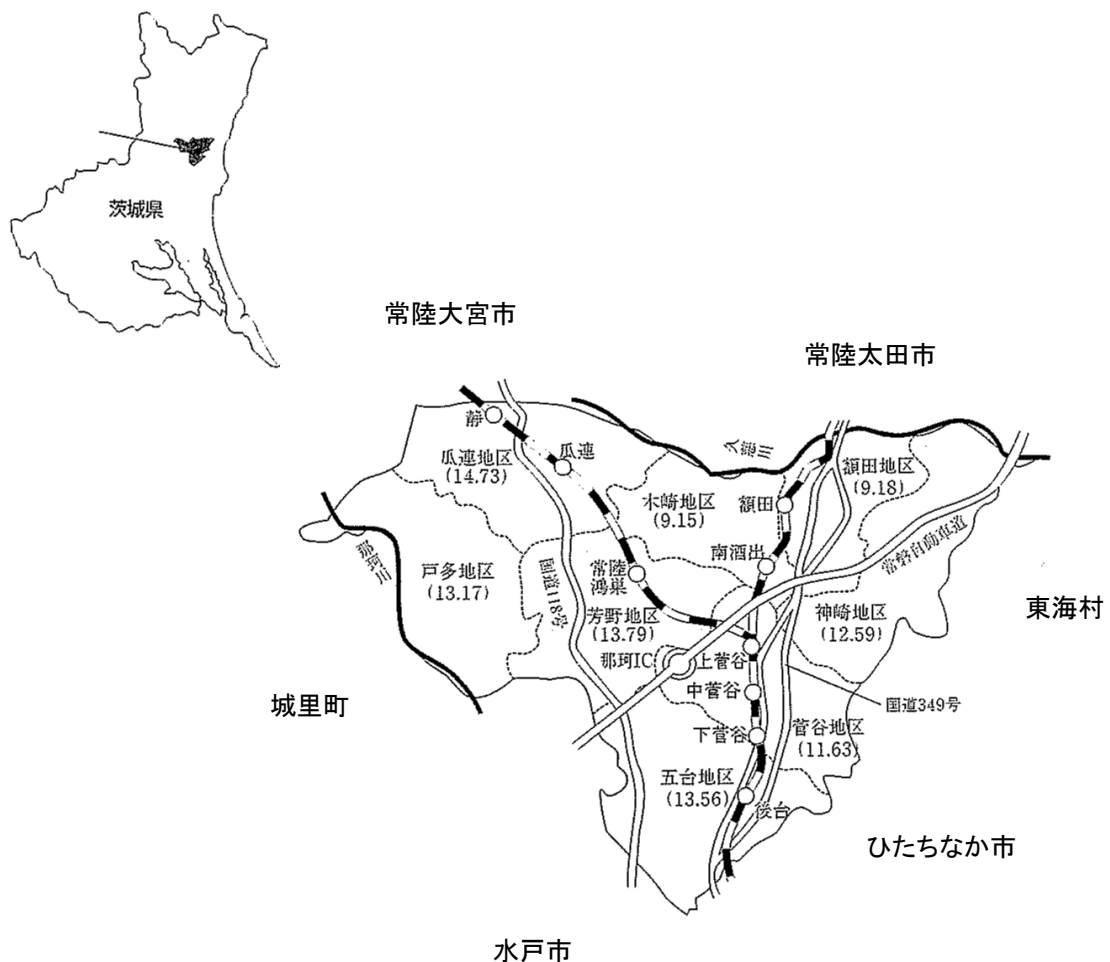 茨城県
常陸大宮市
常陸太田市
静
瓜連
瓜連地区
(14.73)
久慈川
額田地区
(9.18)
木崎地区
(9.15)
額田
那珂川
戸多地区
(13.17)
国道118号
常陸
鴻巣
南酒出
常磐自動車道
芳野地区
(13.79)
神崎地区
(12.59)
東海村
那珂IC
上菅谷
中菅谷
国道349号
城里町
下菅谷
菅谷地区
(11.63)
五台地区
(13.56)
後台
ひたちなか市
水戸市